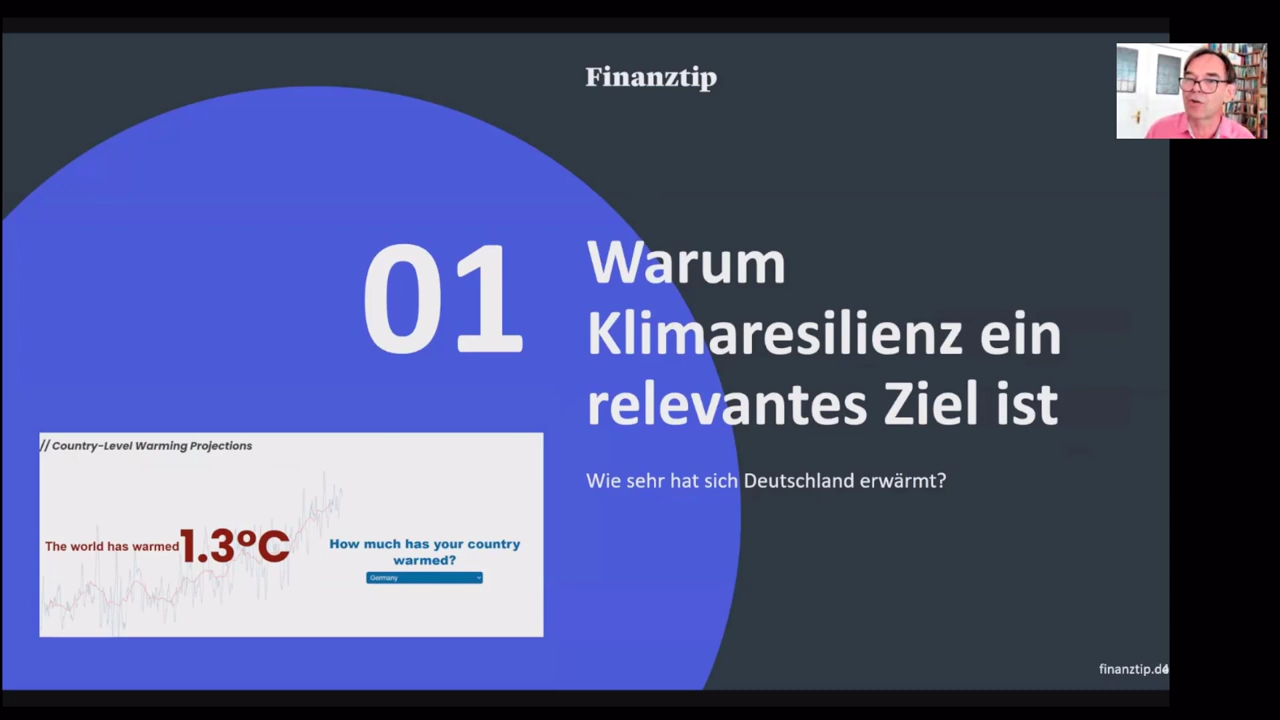 Finanztip
01
Warum
Klimaresilienz ein
relevantes Ziel ist
Wie sehr hat sich Deutschland erwärmt?
// Country-Level Warming Projections
The world has warmed 1.3°C
How much has your country
warmed?
Germany
finanztip.de
4